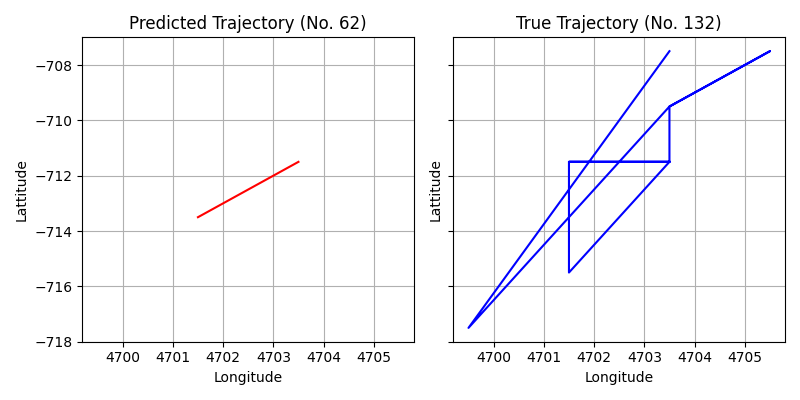 Predicted Trajectory (No. 62)
True Trajectory (No. 132)
−708
−710
−712
−714
−716
−718
Lattitude
Lattitude
4700 4701 4702 4703 4704 4705
4700 4701 4702 4703 4704 4705
Longitude
Longitude